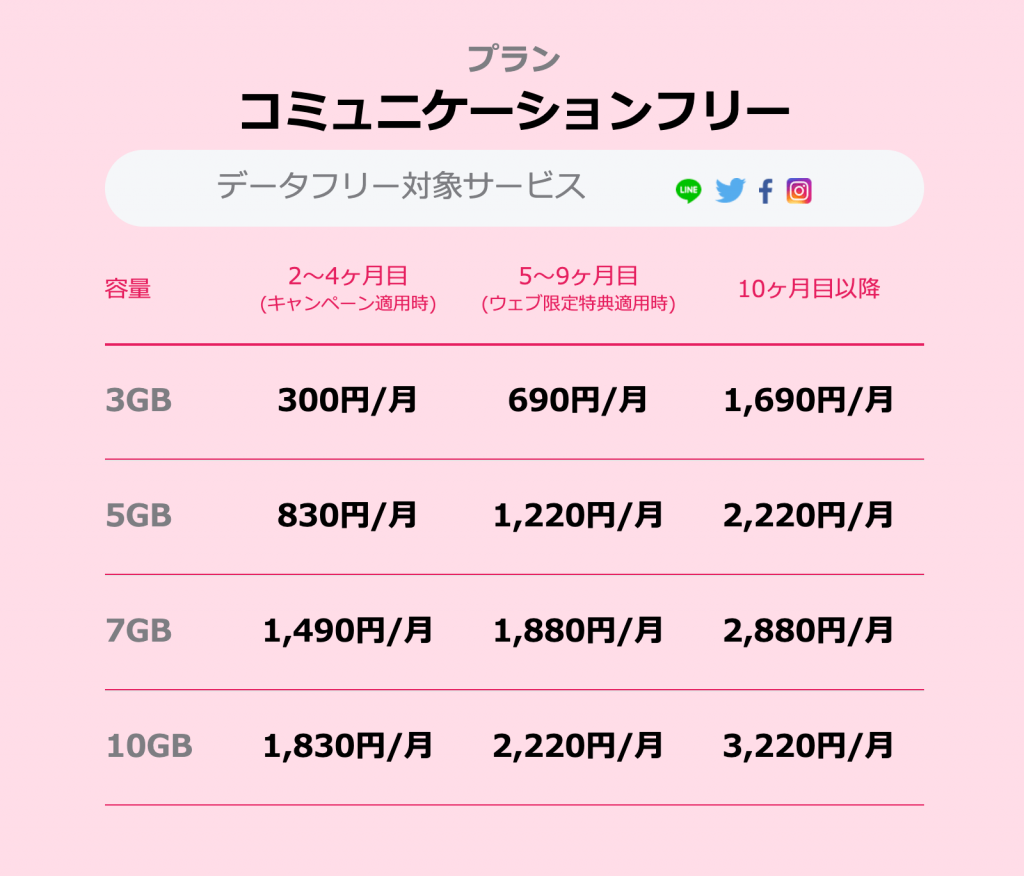 プラン
コミュニケーションフリー
データフリー対象サービス LINE
容量 2〜4ヶ月目 5〜9ヶ月目 10ヶ月目以降
(キャンペーン適用時) (ウェブ限定特典適用時)
3GB 300円/月 690円/月 1,690円/月
5GB 830円/月 1,220円/月 2,220円/月
7GB 1,490円/月 1,880円/月 2,880円/月
10GB 1,830円/月 2,220円/月 3,220円/月